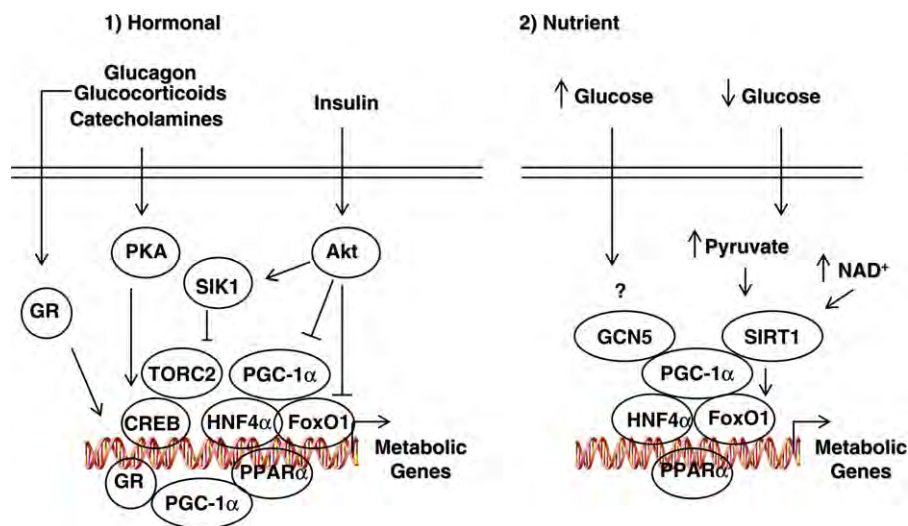 1) Hormonal
Glucagon
Glucocorticoids
Catecholamines
Insulin
PKA
Akt
SIK1
GR
TORC2
PGC-1α
CREB
HNF4α
FoxO1
Metabolic
Genes
GR
PPARα
PGC-1α
2) Nutrient
↑ Glucose
↓ Glucose
↑ Pyruvate
↑ NAD⁺
?
GCN5
SIRT1
PGC-1α
HNF4α
FoxO1
Metabolic
Genes
PPARα